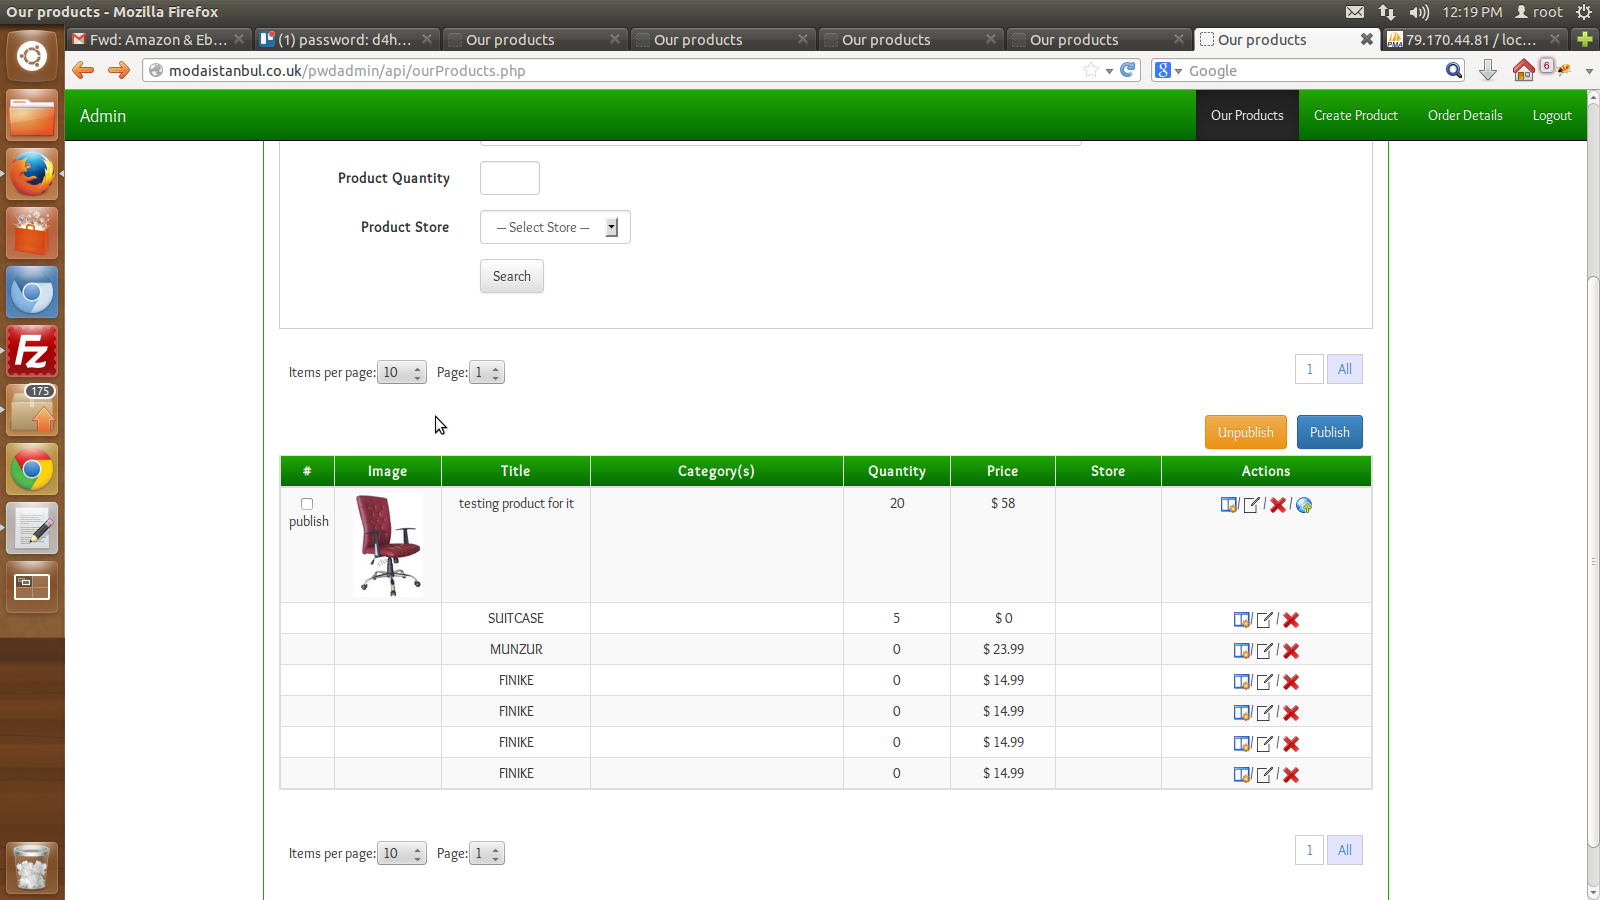 Our products - Mozilla Firefox
12:19 PM root
Fwd: Amazon & Eb...
(1) password: d4h...
Our products
Our products
Our products
Our products
Our products
79.170.44.81 / loc...
modaistanbul.co.uk/pwdadmin/api/ourProducts.php
8 Google
6
Admin
Our Products
Create Product
Order Details
Logout
Product Quantity
Product Store
-- Select Store --
Search
Items per page: 10 Page: 1
1 All
Unpublish Publish
# Image Title Category(s) Quantity Price Store Actions
publish testing product for it 20 $ 58 / / /
SUITCASE 5 $ 0 / /
MUNZUR 0 $ 23.99 / /
FINIKE 0 $ 14.99 / /
FINIKE 0 $ 14.99 / /
FINIKE 0 $ 14.99 / /
FINIKE 0 $ 14.99 / /
Items per page: 10 Page: 1
1 All
Fz
175